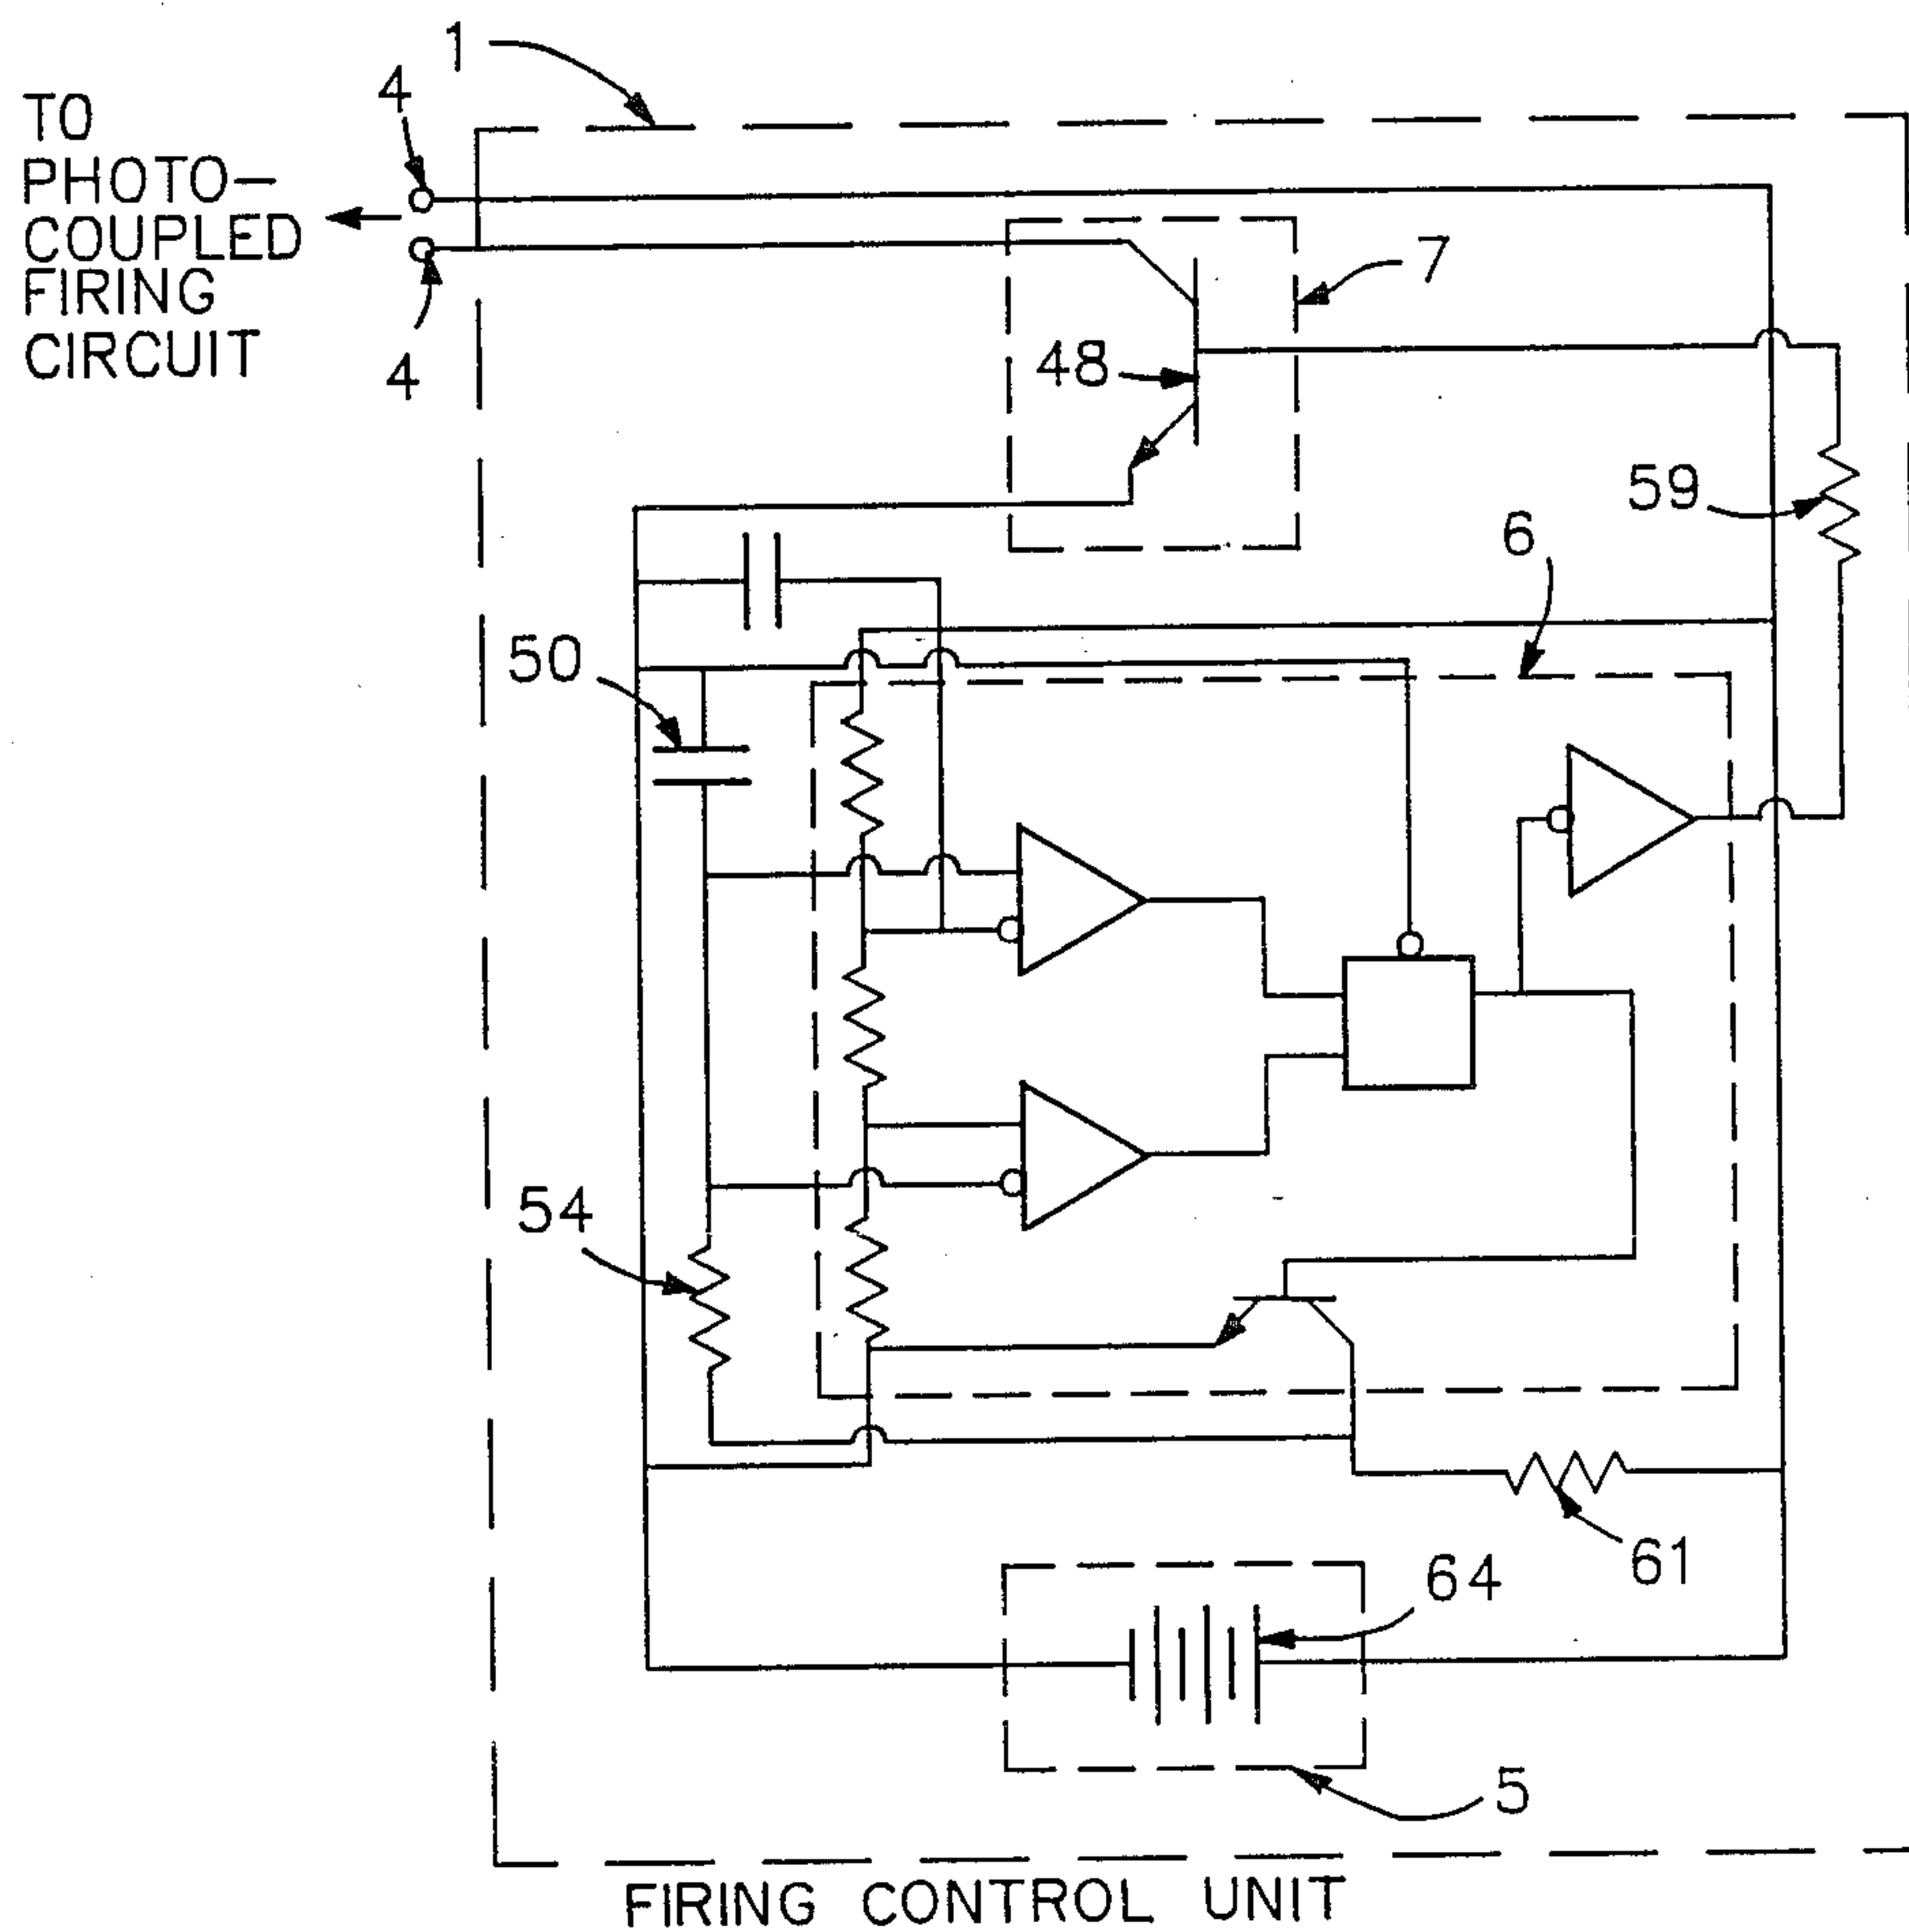 1
4
TO
PHOTO-
COUPLED
FIRING
CIRCUIT
4
7
48
59
6
50
54
61
64
5
FIRING CONTROL UNIT